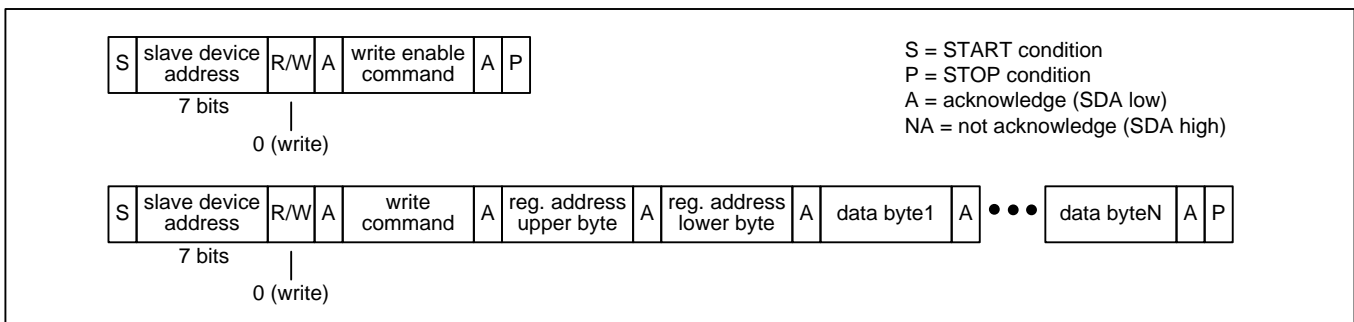 S slave device address R/W A write enable command A P
7 bits
0 (write)
S = START condition
P = STOP condition
A = acknowledge (SDA low)
NA = not acknowledge (SDA high)
S slave device address R/W A write command A reg. address upper byte A reg. address lower byte A data byte1 A ••• data byteN A P
7 bits
0 (write)